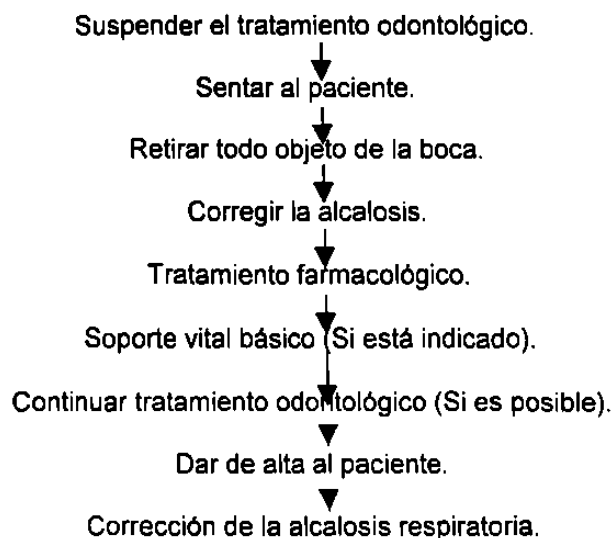 Suspender el tratamiento odontológico.
Sentar al paciente.
Retirar todo objeto de la boca.
Corregir la alcalosis.
Tratamiento farmacológico.
Soporte vital básico (Si está indicado).
Continuar tratamiento odontológico (Si es posible).
Dar de alta al paciente.
Corrección de la alcalosis respiratoria.